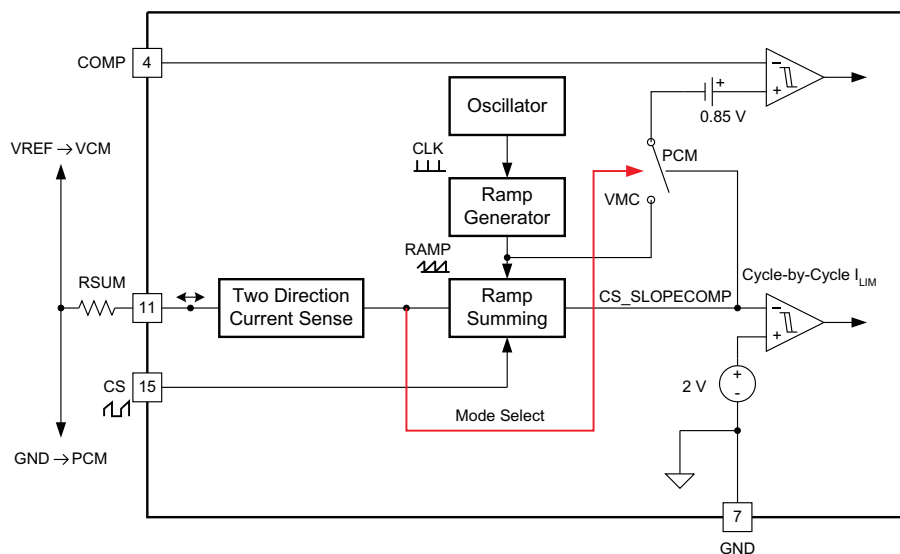 COMP
4
−
+
+
0.85 V
Oscillator
CLK
PCM
VREF→VCM
Ramp
Generator
VMC
RAMP
RSUM
11
Two Direction
Current Sense
Ramp
Summing
CS_SLOPECOMP
Cycle-by-Cycle ILIM
−
+
CS
15
2 V
+
-
Mode Select
GND→PCM
7
GND